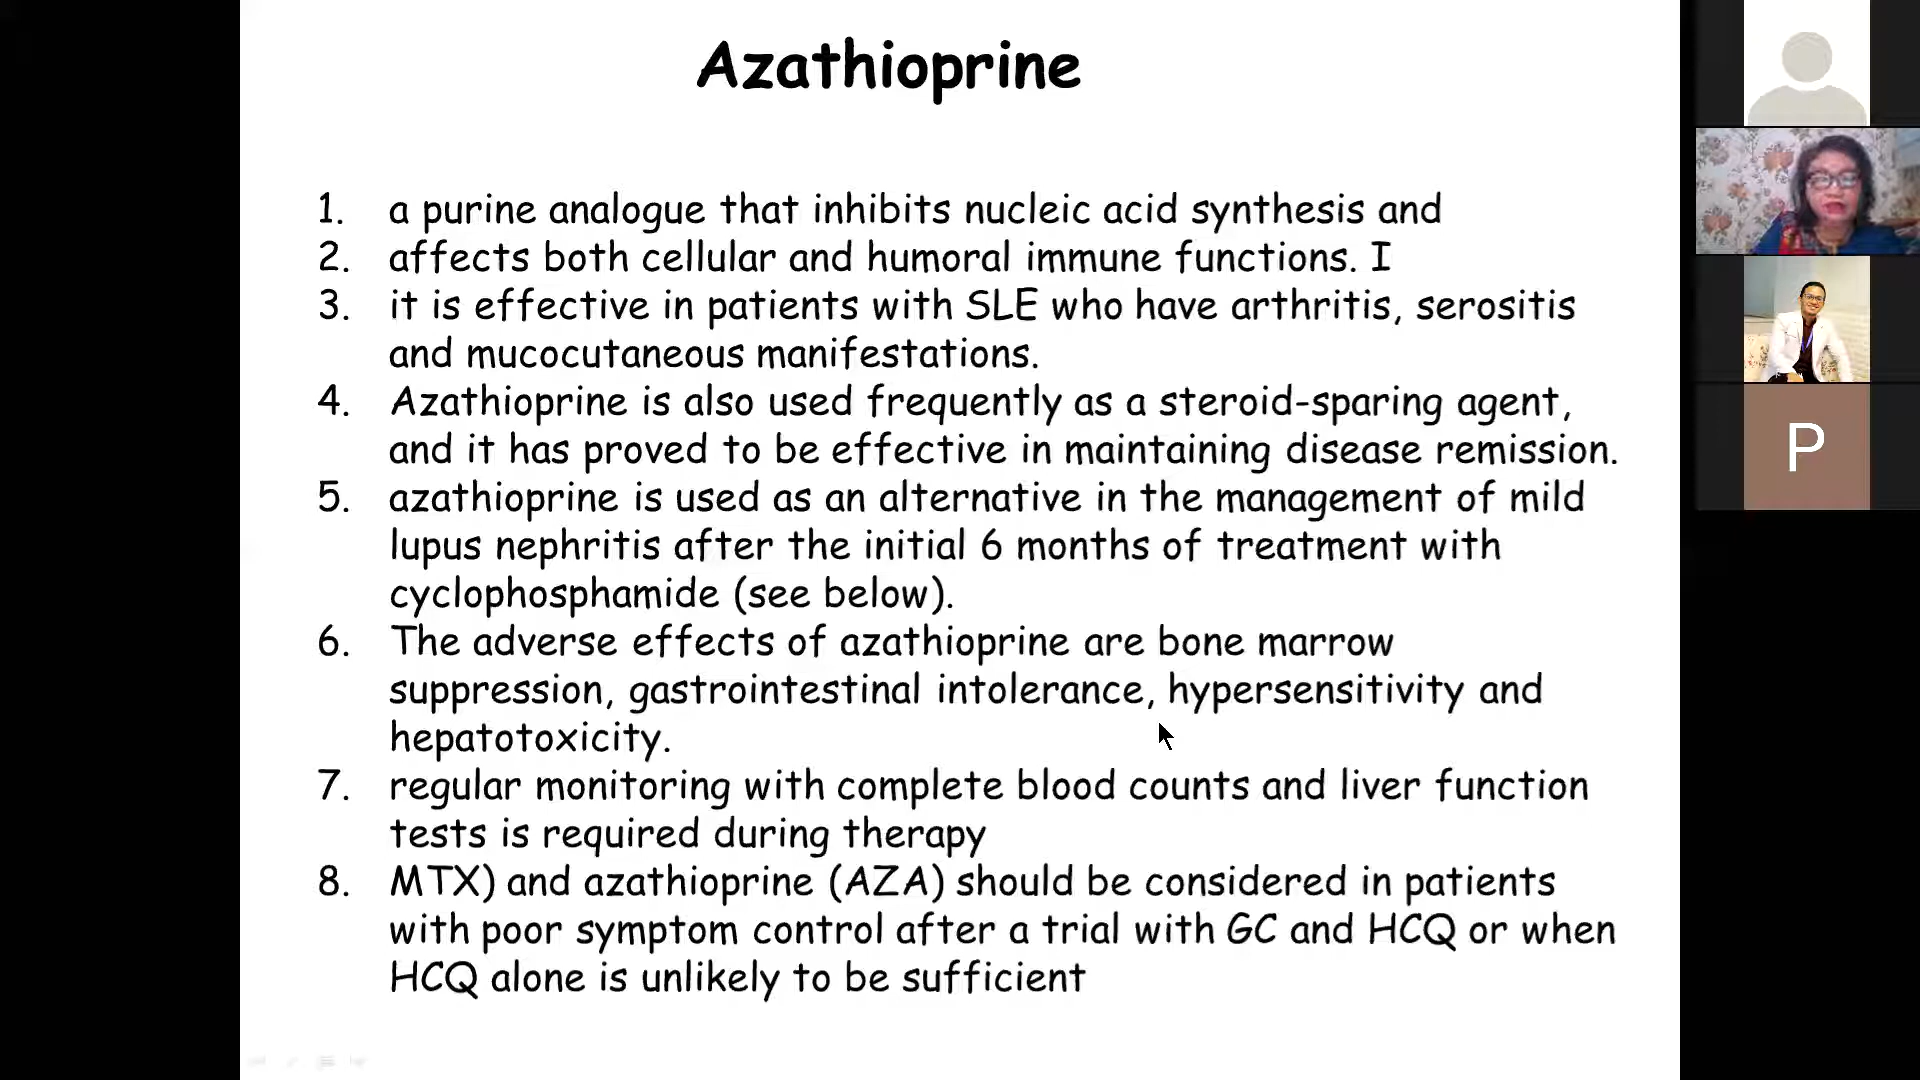 Azathioprine
1. a purine analogue that inhibits nucleic acid synthesis and
2. affects both cellular and humoral immune functions. I
3. it is effective in patients with SLE who have arthritis, serositis
and mucocutaneous manifestations.
4. Azathioprine is also used frequently as a steroid-sparing agent,
and it has proved to be effective in maintaining disease remission.
5. azathioprine is used as an alternative in the management of mild
lupus nephritis after the initial 6 months of treatment with
cyclophosphamide (see below).
6. The adverse effects of azathioprine are bone marrow
suppression, gastrointestinal intolerance, hypersensitivity and
hepatotoxicity.
7. regular monitoring with complete blood counts and liver function
tests is required during therapy
8. MTX) and azathioprine (AZA) should be considered in patients
with poor symptom control after a trial with GC and HCQ or when
HCQ alone is unlikely to be sufficient
P